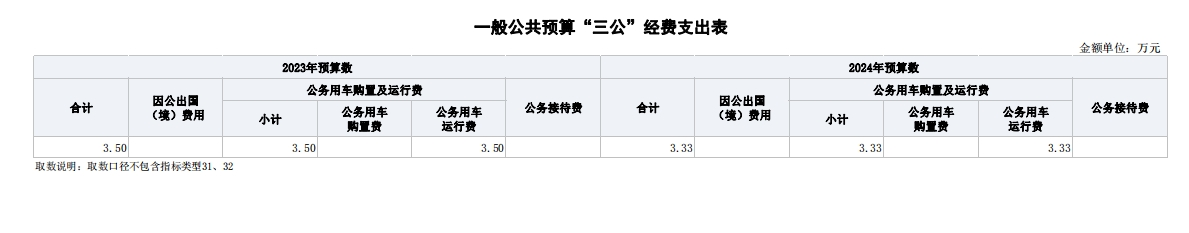 一般公共预算“三公”经费支出表
金额单位：万元
2023年预算数 2024年预算数
合计 因公出国（境）费用 公务用车购置及运行费 公务接待费 合计 因公出国（境）费用 公务用车购置及运行费 公务接待费
小计 公务用车购置费 公务用车运行费 小计 公务用车购置费 公务用车运行费
3.50 3.50 3.50 3.33 3.33 3.33
取数说明：取数口径不包含指标类型31、32